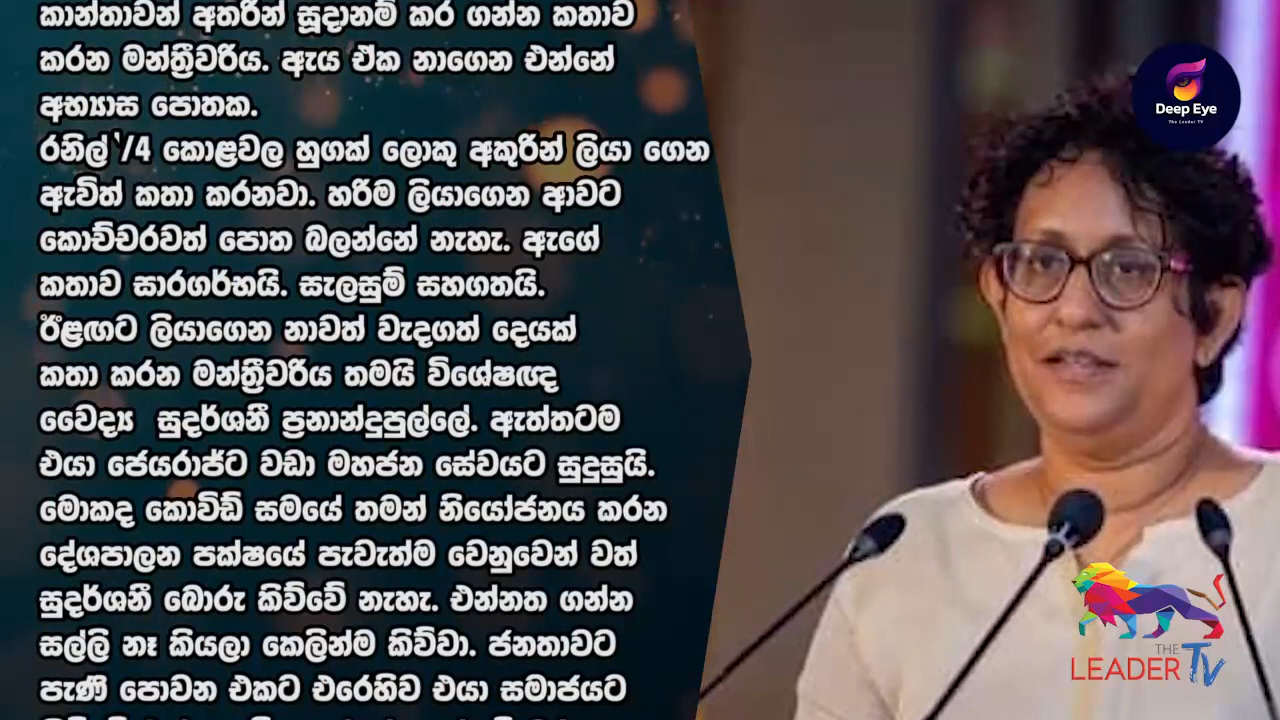 කාන්තාවන් අතරින් සූදානම් කර ගන්න කතාව
කරන මන්ත්‍රීවරිය. ඇය ඒක නාගෙන එන්නේ
අභ්‍යාස පොතක.
රනිල් ‍'/4 කොළවල හුගක් ලොකු අකුරින් ලියා ගෙන
ඇවිත් කතා කරනවා. හරිම ලියාගෙන ආවට
කොච්චරවත් පොත බලන්නේ නැහැ. ඇගේ
කතාව සාරගර්භයි. සැලසුම් සහගතයි.
ඊළඟට ලියාගෙන නාවත් වැදගත් දෙයක්
කතා කරන මන්ත්‍රීවරිය තමයි විශේෂඥ
වෛද්‍ය සුදර්ශනී ප්‍රනාන්දුපුල්ලේ. ඇත්තටම
එයා ජෙයරාජ්ට වඩා මහජන සේවයට සුදුසුයි.
මොකද කොවිඩ් සමයේ තමන් නියෝජනය කරන
දේශපාලන පක්ෂයේ පැවැත්ම වෙනුවෙන් වත්
සුදර්ශනී බොරු කිව්වේ නැහැ. එන්නත ගන්න
සල්ලි නෑ කියලා කෙලින්ම කිව්වා. ජනතාවට
පැණි පොවන එකට එරෙහිව එයා සමාජයට
Deep Eye
The Leader TV
THE
LEADER TV